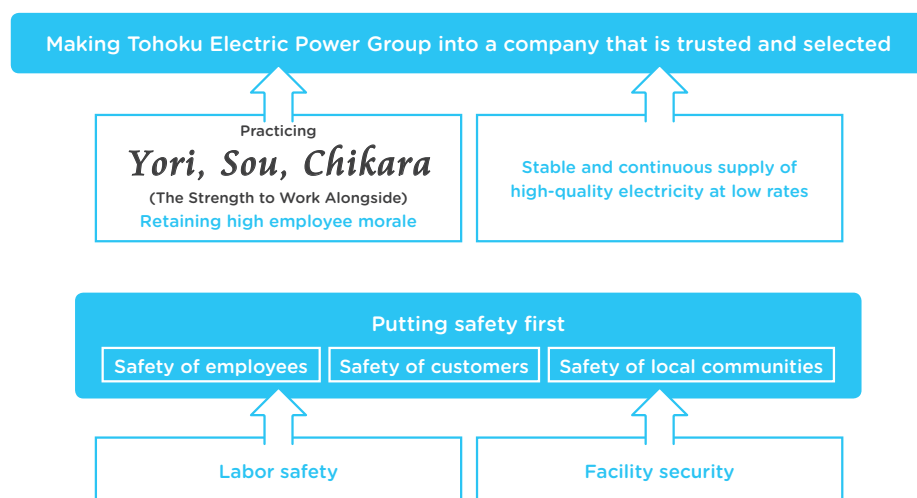 Making Tohoku Electric Power Group into a company that is trusted and selected
Practicing
Yori, Sou, Chikara
(The Strength to Work Alongside)
Retaining high employee morale
Stable and continuous supply of
high-quality electricity at low rates
Putting safety first
Safety of employees
Safety of customers
Safety of local communities
Labor safety
Facility security